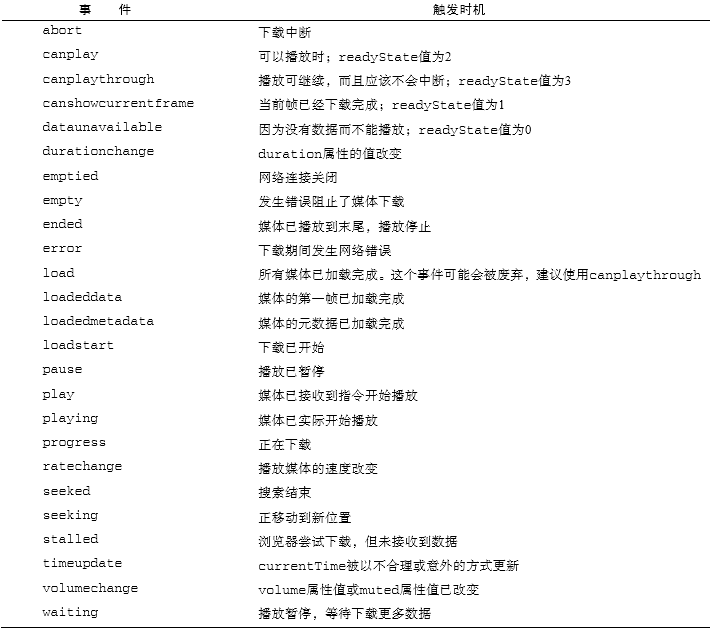 事 件 触发时机
abort 下载中断
canplay 可以播放时；readyState值为2
canplaythrough 播放可继续，而且应该不会中断；readyState值为3
canshowcurrentframe 当前帧已经下载完成；readyState值为1
dataunavailable 因为没有数据而不能播放；readyState值为0
durationchange duration属性的值改变
emptied 网络连接关闭
empty 发生错误阻止了媒体下载
ended 媒体已播放到末尾，播放停止
error 下载期间发生网络错误
load 所有媒体已加载完成。这个事件可能会被废弃，建议使用canplaythrough
loadeddata 媒体的第一帧已加载完成
loadedmetadata 媒体的元数据已加载完成
loadstart 下载已开始
pause 播放已暂停
play 媒体已接收到指令开始播放
playing 媒体已实际开始播放
progress 正在下载
ratechange 播放媒体的速度改变
seeked 搜索结束
seeking 正移动到新位置
stalled 浏览器尝试下载，但未接收到数据
timeupdate currentTime被以不合理或意外的方式更新
volumechange volume属性值或muted属性值已改变
waiting 播放暂停，等待下载更多数据